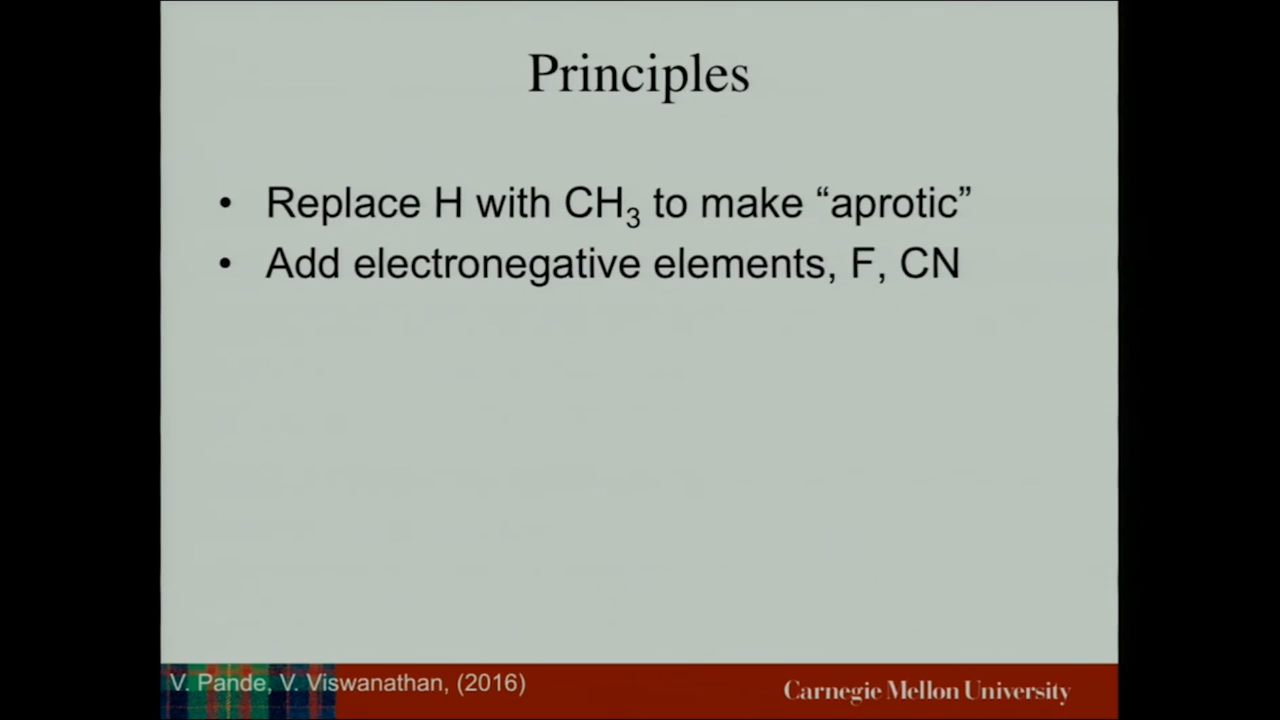 Principles
• Replace H with CH₃ to make “aprotic”
• Add electronegative elements, F, CN
V. Pande, V. Viswanathan, (2016)
Carnegie Mellon University